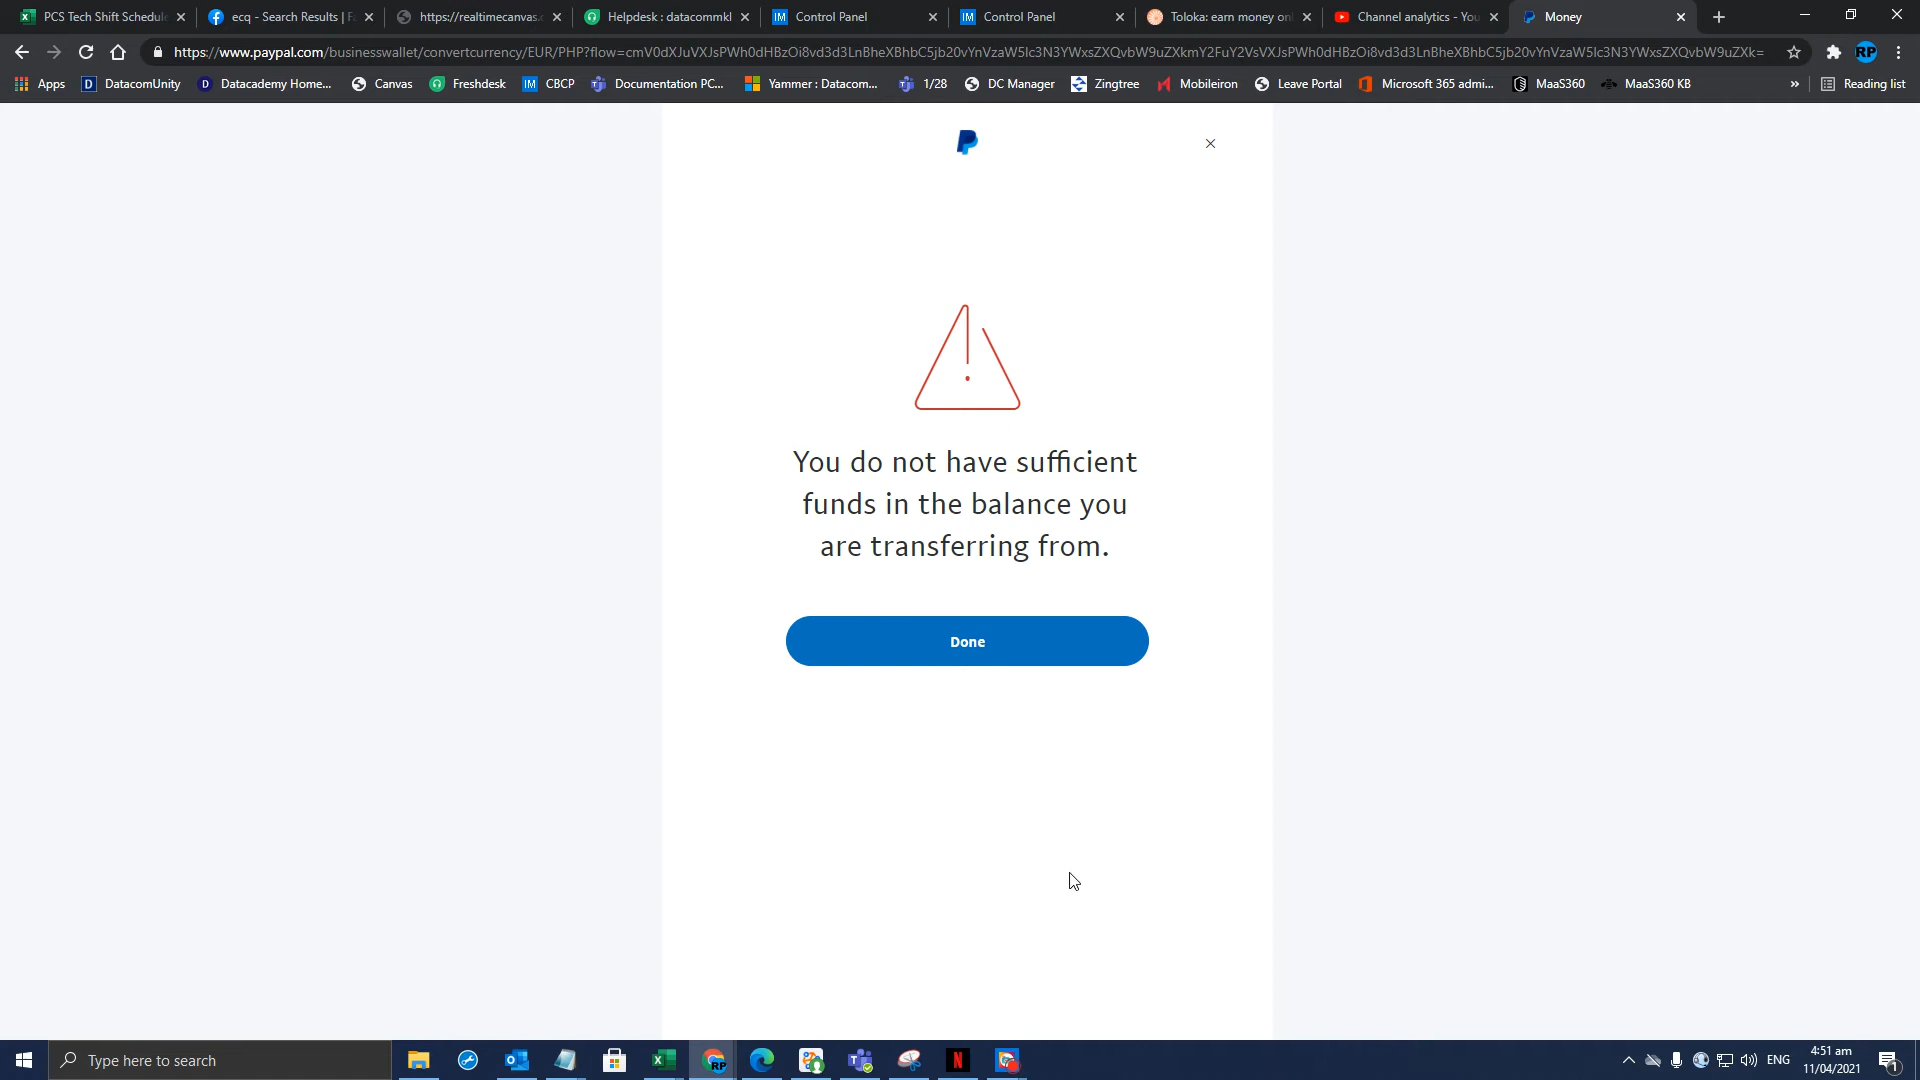 PCS Tech Shift Schedule
ecq - Search Results | F
https://realtimecanvas.
Helpdesk : datacommkl
Control Panel
Control Panel
Toloka: earn money onl
Channel analytics - You
Money
https://www.paypal.com/businesswallet/convertcurrency/EUR/PHP?flow=
RP
Apps
DatacomUnity
Datacademy Home...
Canvas
Freshdesk
IM
CBCP
Documentation PC...
Yammer : Datacom...
1/28
DC Manager
Zingtree
Mobileiron
Leave Portal
Microsoft 365 admi...
MaaS360
MaaS360 KB
»
Reading list
You do not have sufficient
funds in the balance you
are transferring from.
Done
Type here to search
ENG
4:51 am
11/04/2021